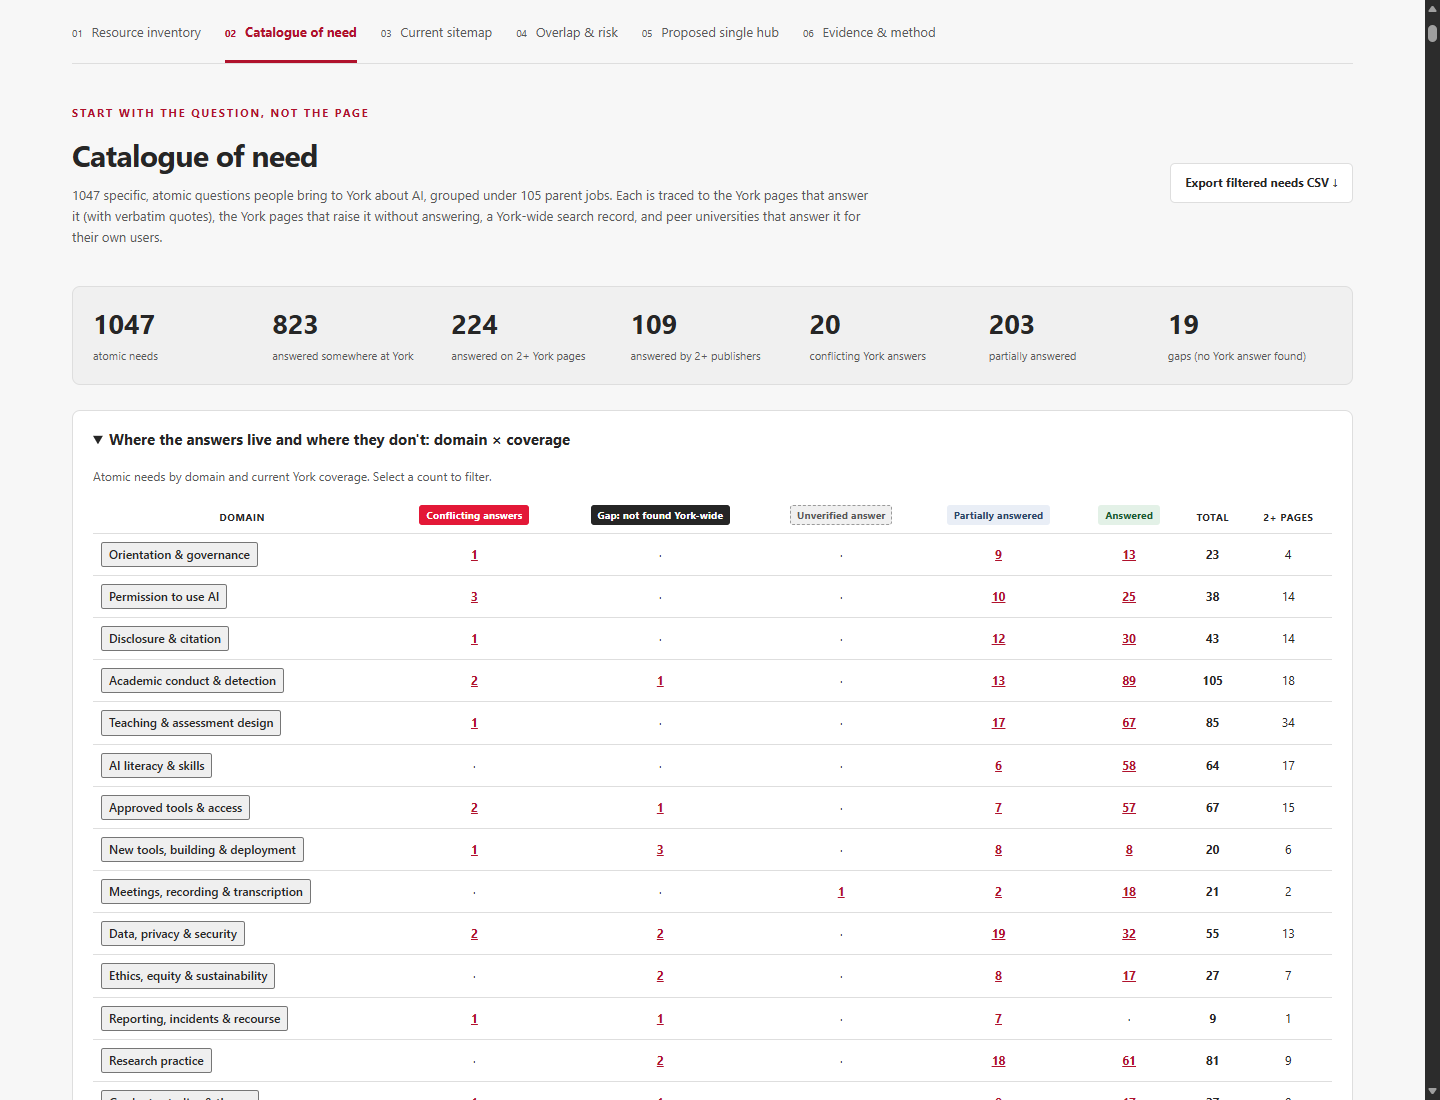 01 Resource inventory 02 Catalogue of need 03 Current sitemap 04 Overlap & risk 05 Proposed single hub 06 Evidence & method
START WITH THE QUESTION, NOT THE PAGE
Catalogue of need
1047 specific, atomic questions people bring to York about AI, grouped under 105 parent jobs. Each is traced to the York pages that answer
it (with verbatim quotes), the York pages that raise it without answering, a York-wide search record, and peer universities that answer it for
their own users.
Export filtered needs CSV ↓
1047 823 224 109 20 203 19
atomic needs answered somewhere at York answered on 2+ York pages answered by 2+ publishers conflicting York answers partially answered gaps (no York answer found)
▼ Where the answers live and where they don't: domain × coverage
Atomic needs by domain and current York coverage. Select a count to filter.
DOMAIN Conflicting answers Gap: not found York-wide Unverified answer Partially answered Answered TOTAL 2+ PAGES
Orientation & governance 1 · · 9 13 23 4
Permission to use AI 3 · · 10 25 38 14
Disclosure & citation 1 · · 12 30 43 14
Academic conduct & detection 2 1 · 13 89 105 18
Teaching & assessment design 1 · · 17 67 85 34
AI literacy & skills · · · 6 58 64 17
Approved tools & access 2 1 · 7 57 67 15
New tools, building & deployment 1 3 · 8 8 20 6
Meetings, recording & transcription · · 1 2 18 21 2
Data, privacy & security 2 2 · 19 32 55 13
Ethics, equity & sustainability · 2 · 8 17 27 7
Reporting, incidents & recourse 1 1 · 7 · 9 1
Research practice · 2 · 18 61 81 9